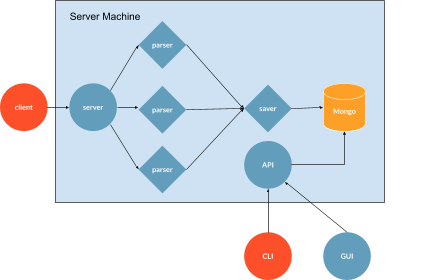 Server Machine
parser
client
server
parser
saver
Mongo
parser
API
CLI
GUI